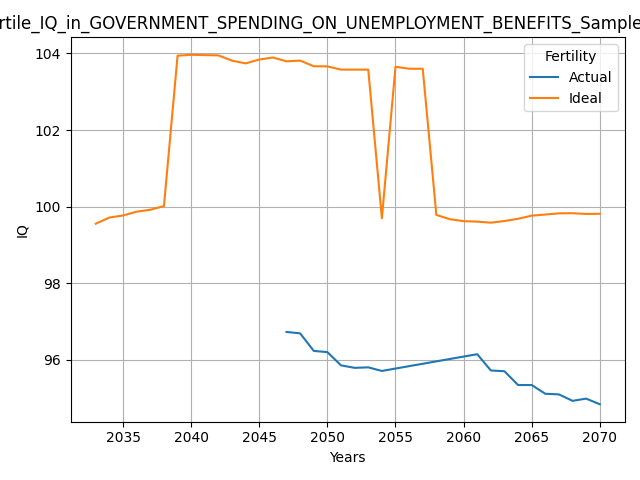 rtile_IQ_in_GOVERNMENT_SPENDING_ON_UNEMPLOYMENT_BENEFITS_Sample
Fertility
Actual
Ideal
104
102
100
98
96
IQ
2035 2040 2045 2050 2055 2060 2065 2070
Years